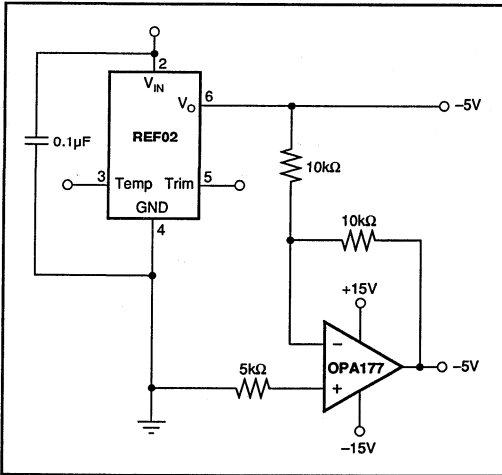 2
V_IN
V_O
6
–5V
REF02
0.1µF
10kΩ
3
Temp
Trim
5
GND
4
10kΩ
+15V
–
OPA177
–5V
5kΩ
+
–15V